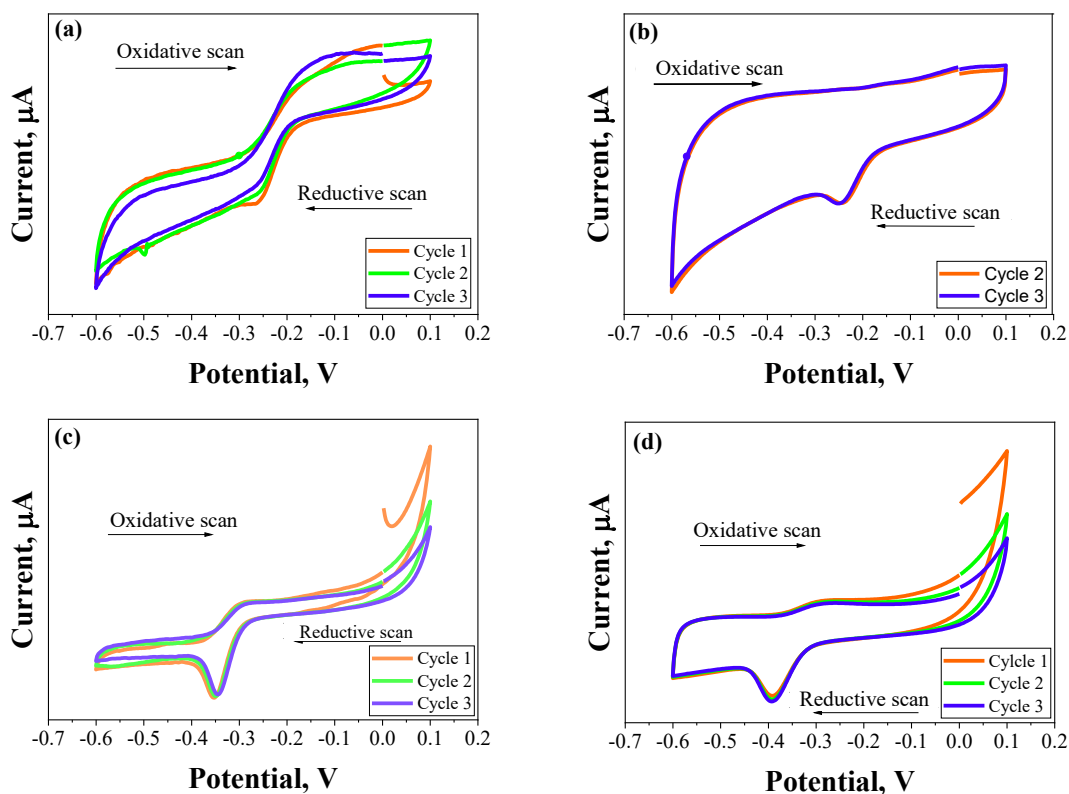 (a)
Oxidative scan
Reductive scan
Cycle 1
Cycle 2
Cycle 3
Current, µA
-0.7 -0.6 -0.5 -0.4 -0.3 -0.2 -0.1 0.0 0.1 0.2
Potential, V
(b)
Oxidative scan
Reductive scan
Cycle 2
Cycle 3
Current, µA
-0.7 -0.6 -0.5 -0.4 -0.3 -0.2 -0.1 0.0 0.1 0.2
Potential, V
(c)
Oxidative scan
Reductive scan
Cycle 1
Cycle 2
Cycle 3
Current, µA
-0.7 -0.6 -0.5 -0.4 -0.3 -0.2 -0.1 0.0 0.1 0.2
Potential, V
(d)
Oxidative scan
Cylcle 1
Cycle 2
Cycle 3
Reductive scan
Current, µA
-0.7 -0.6 -0.5 -0.4 -0.3 -0.2 -0.1 0.0 0.1 0.2
Potential, V